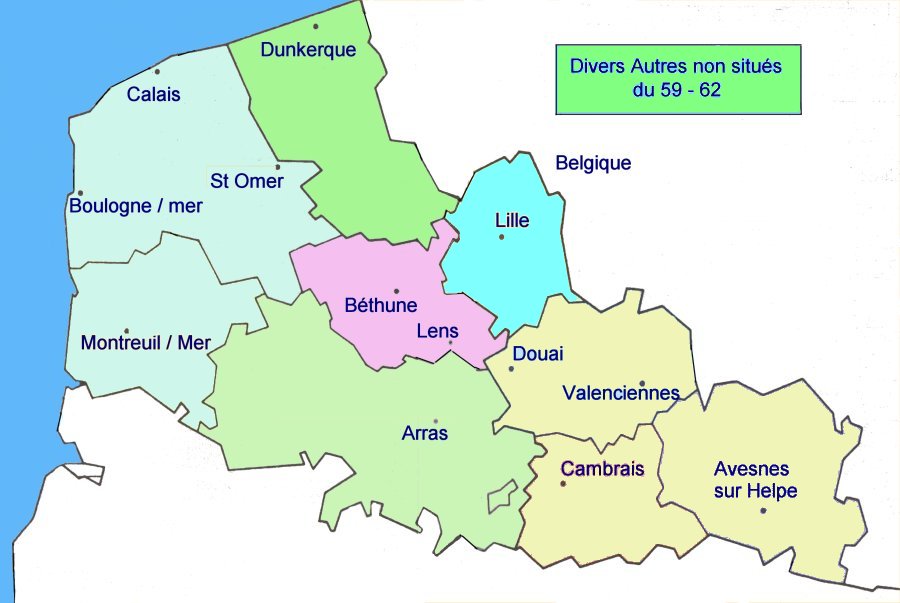 Dunkerque
Divers Autres non situés
du 59 - 62
Calais
Belgique
St Omer
Boulogne / mer
Lille
Béthune
Lens
Montreuil / Mer
Douai
Valenciennes
Arras
Cambrais
Avesnes
sur Helpe